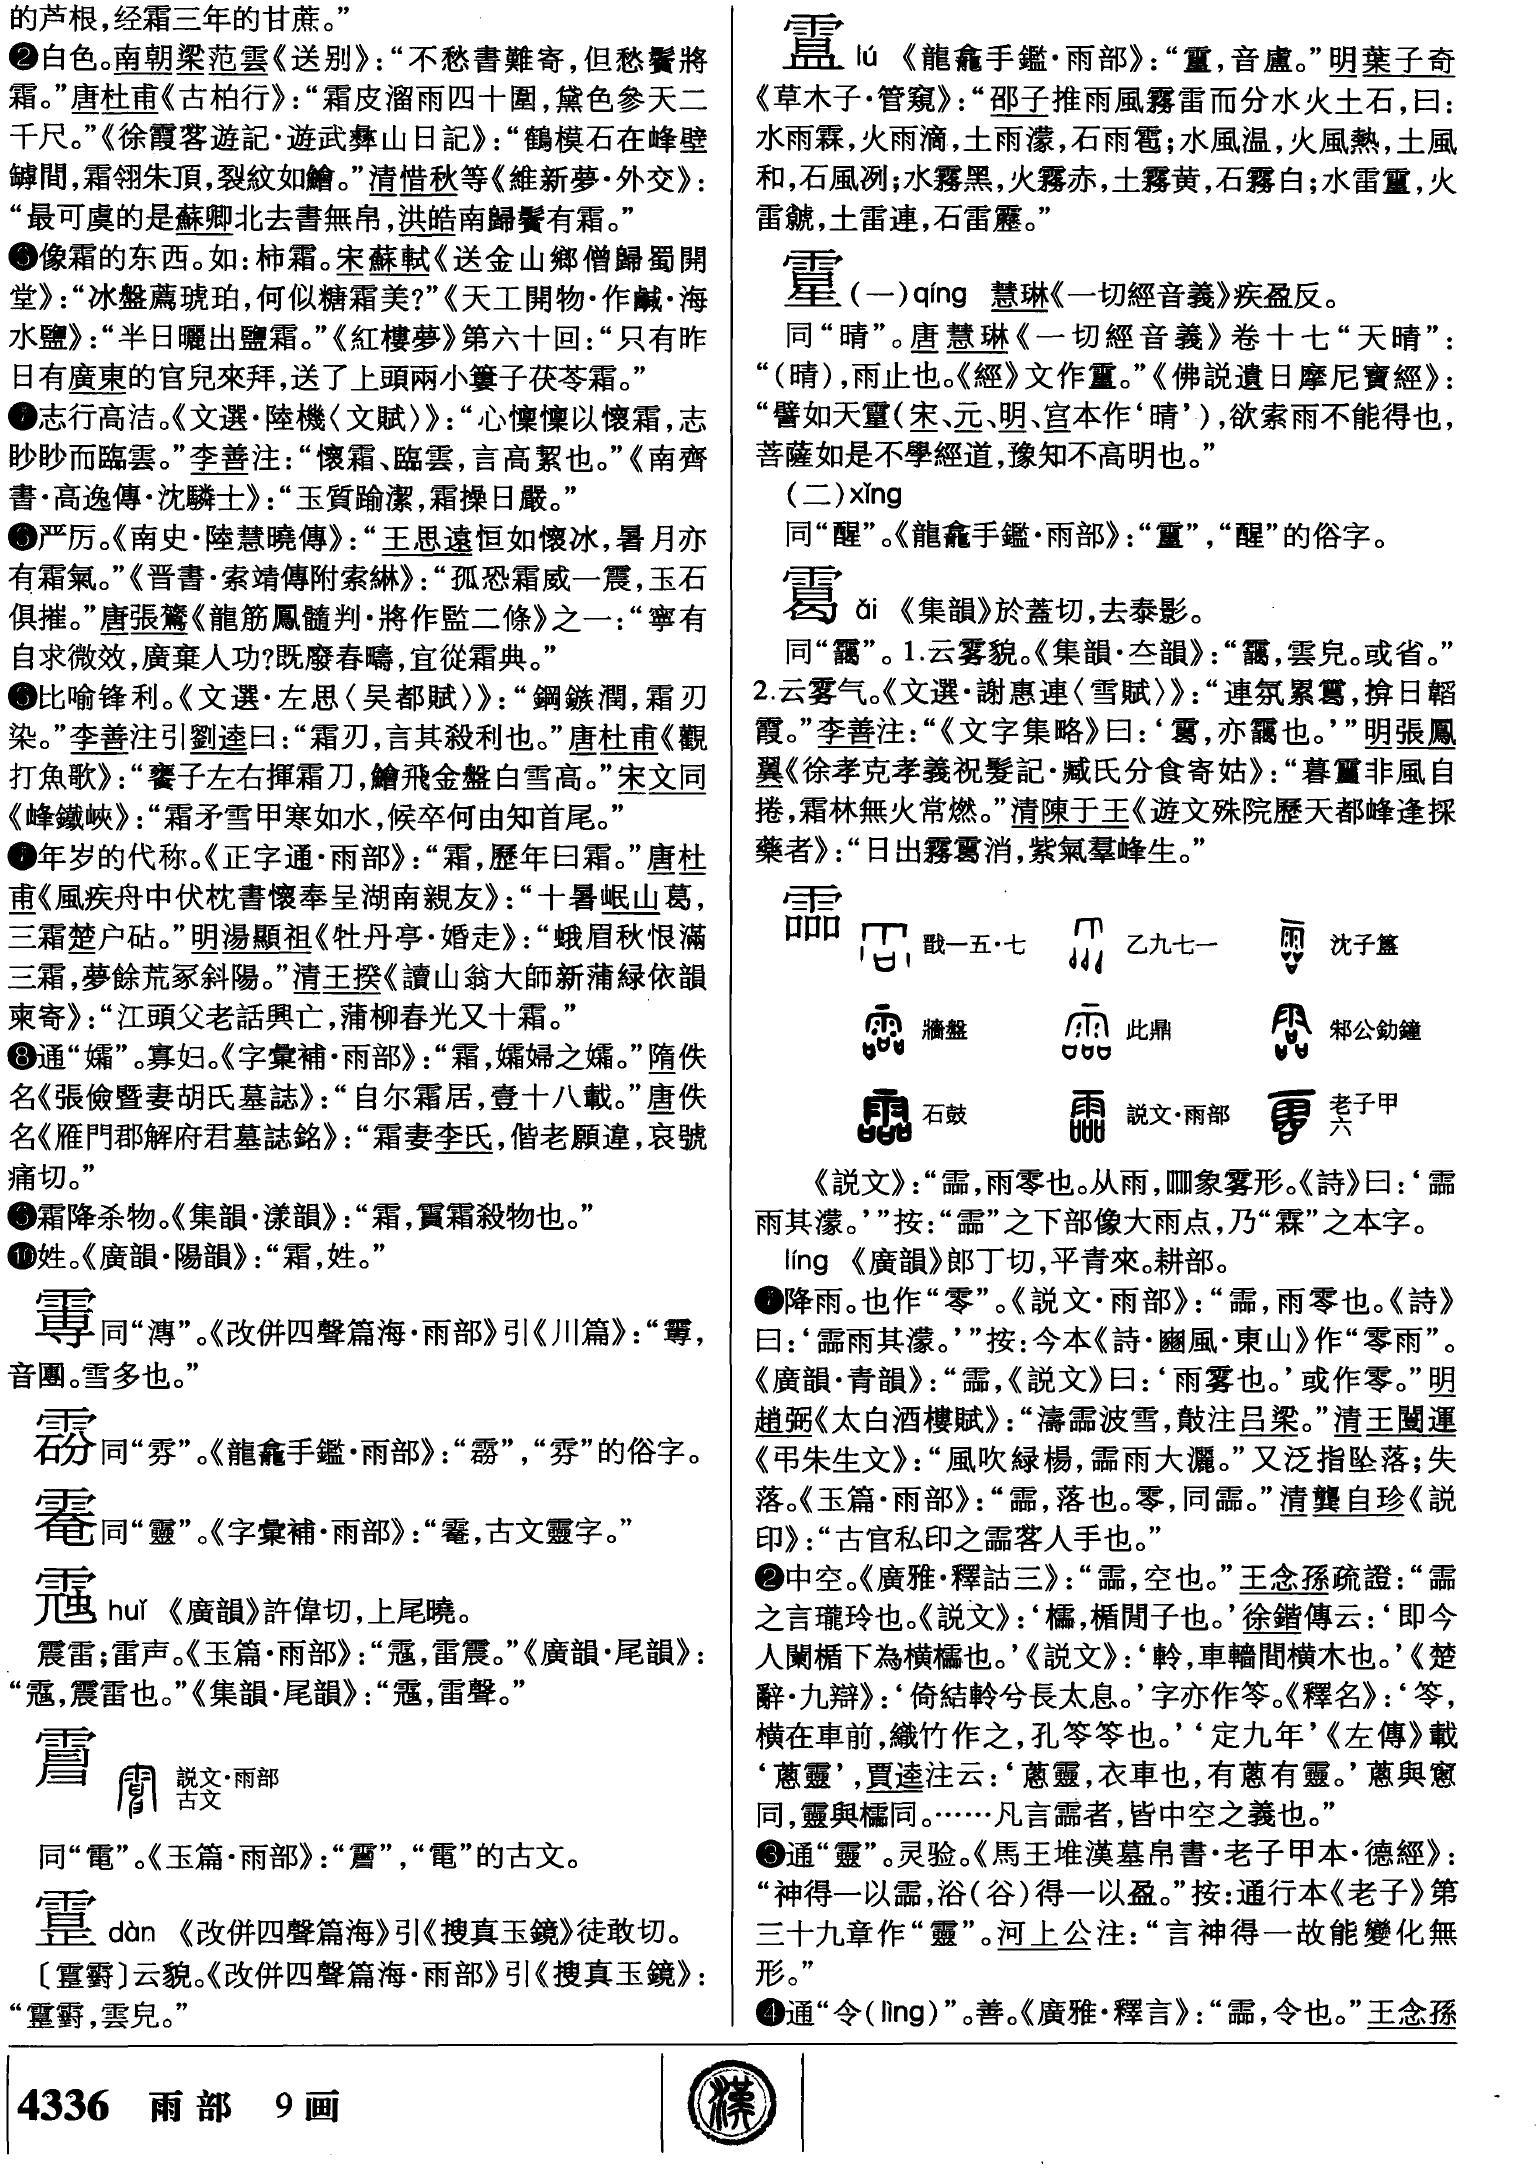 的芦根，经霜三年的甘蔗。”
❷白色。南朝梁范雲《送别》：“不愁書難寄，但愁鬢將
霜。”唐杜甫《古柏行》：“霜皮溜雨四十圍，黛色參天二
千尺。”《徐霞客遊記·遊武彝山日記》：“鶴模石在峰壁
罅間，霜翎朱頂，裂紋如繪。”清惜秋等《維新夢·外交》：
“最可虞的是蘇卿北去書無帛，洪皓南歸鬢有霜。”
❸像霜的东西。如：柿霜。宋蘇軾《送金山鄉僧歸蜀開
堂》：“冰盤薦琥珀，何似糖霜美？”《天工開物·作鹹·海
水鹽》：“半日曬出鹽霜。”《紅樓夢》第六十回：“只有昨
日有廣東的官兒來拜，送了上頭兩小簍子茯苓霜。”
❹志行高洁。《文選·陸機〈文賦〉》：“心懍懍以懷霜，志
眇眇而臨雲。”李善注：“懷霜、臨雲，言高絜也。”《南齊
書·高逸傳·沈驎士》：“玉質踰潔，霜操日嚴。”
❺严厉。《南史·陸慧曉傳》：“王思遠恒如懷冰，暑月亦
有霜氣。”《晋書·索靖傳附索綝》：“孤恐霜威一震，玉石
俱摧。”唐張鷟《龍筋鳳髓判·將作監二條》之一：“寧有
自求微效，廣棄人功？既廢春疇，宜從霜典。”
❻比喻锋利。《文選·左思〈吴都賦〉》：“鋼鏃潤，霜刃
染。”李善注引劉逵曰：“霜刃，言其殺利也。”唐杜甫《觀
打魚歌》：“饔子左右揮霜刀，鱠飛金盤白雪高。”宋文同
《峰鐵峽》：“霜矛雪甲寒如水，候卒何由知首尾。”
❼年岁的代称。《正字通·雨部》：“霜，歷年曰霜。”唐杜
甫《風疾舟中伏枕書懷奉呈湖南親友》：“十暑岷山葛，
三霜楚户砧。”明湯顯祖《牡丹亭·婚走》：“蛾眉秋恨滿
三霜，夢餘荒冢斜陽。”清王揆《讀山翁大師新蒲緑依韻
柬寄》：“江頭父老話興亡，蒲柳春光又十霜。”
❽通“孀”。寡妇。《字彙補·雨部》：“霜，孀婦之孀。”隋佚
名《張儉暨妻胡氏墓誌》：“自尔霜居，壹十八載。”唐佚
名《雁門郡解府君墓誌銘》：“霜妻李氏，偕老願違，哀號
痛切。”
❾霜降杀物。《集韻·漾韻》：“霜，霣霜殺物也。”
❿姓。《廣韻·陽韻》：“霜，姓。”
同“漙”。《改併四聲篇海·雨部》引《川篇》：“，
音團。雪多也。”
同“雰”。《龍龕手鑑·雨部》：“”，“雰”的俗字。
同“靈”。《字彙補·雨部》：“，古文靈字。”
huǐ 《廣韻》許偉切，上尾曉。
震雷；雷声。《玉篇·雨部》：“，雷震。”《廣韻·尾韻》：
“，震雷也。”《集韻·尾韻》：“，雷聲。”
説文·雨部
古文
同“電”。《玉篇·雨部》：“”，“電”的古文。
dàn 《改併四聲篇海》引《搜真玉鏡》徒敢切。
〔〕云貌。《改併四聲篇海·雨部》引《搜真玉鏡》：
“，雲皃。”
lú 《龍龕手鑑·雨部》：“，音盧。”明葉子奇
《草木子·管窺》：“邵子推雨風霧雷而分水火土石，曰：
水雨霖，火雨滴，土雨濛，石雨雹；水風温，火風熱，土風
和，石風冽；水霧黑，火霧赤，土霧黄，石霧白；水雷，火
雷虩，土雷連，石雷靂。”
(一)qíng 慧琳《一切經音義》疾盈反。
同“晴”。唐慧琳《一切經音義》卷十七“天晴”：
“(晴)，雨止也。《經》文作。”《佛説遺日摩尼寶經》：
“譬如天(宋、元、明、宫本作‘晴’)，欲索雨不能得也，
菩薩如是不學經道，豫知不高明也。”
(二)xǐng
同“醒”。《龍龕手鑑·雨部》：“”，“醒”的俗字。
ǎi 《集韻》於蓋切，去泰影。
同“靄”。1.云雾貌。《集韻·夳韻》：“靄，雲皃。或省。”
2.云雾气。《文選·謝惠連〈雪賦〉》：“連氛累，揜日韜
霞。”李善注：“《文字集略》曰：‘，亦靄也。’”明張鳳
翼《徐孝克孝義祝髮記·臧氏分食寄姑》：“暮非風自
捲，霜林無火常燃。”清陳于王《遊文殊院歷天都峰逢採
藥者》：“日出霧消，紫氣羣峰生。”
霝
戬一五·七 乙九七一 沈子簋
牆盤 此鼎 邾公釛鐘
石鼓 説文·雨部 老子甲
六
《説文》：“霝，雨零也。从雨，象雺形。《詩》曰：‘霝
雨其濛。’”按：“霝”之下部像大雨点，乃“霖”之本字。
líng 《廣韻》郎丁切，平青來。耕部。
❶降雨。也作“零”。《説文·雨部》：“霝，雨零也。《詩》
曰：‘霝雨其濛。’”按：今本《詩·豳風·東山》作“零雨”。
《廣韻·青韻》：“霝，《説文》曰：‘雨雺也。’或作零。”明
趙弼《太白酒樓賦》：“濤霝波雪，敲注吕梁。”清王闓運
《弔朱生文》：“風吹緑楊，霝雨大灑。”又泛指坠落；失
落。《玉篇·雨部》：“霝，落也。零，同霝。”清龔自珍《説
印》：“古官私印之霝落人手也。”
❷中空。《廣雅·釋詁三》：“霝，空也。”王念孫疏證：“霝
之言瓏玲也。《説文》：‘櫺，楯閒子也。’徐鍇傳云：‘即今
人闌楯下為横櫺也。’《説文》：‘軨，車轖間横木也。’《楚
辭·九辯》：‘倚結軨兮長太息。’字亦作笭。《釋名》：‘笭，
横在車前，織竹作之，孔笭笭也。’‘定九年’《左傳》載
‘蔥靈’，賈逵注云：‘蔥靈，衣車也，有蔥有靈。’蔥與窻
同，靈與櫺同。……凡言霝者，皆中空之義也。”
❸通“靈”。灵验。《馬王堆漢墓帛書·老子甲本·德經》：
“神得一以霝，浴(谷)得一以盈。”按：通行本《老子》第
三十九章作“靈”。河上公注：“言神得一故能變化無
形。”
❹通“令(lìng)”。善。《廣雅·釋言》：“霝，令也。”王念孫
4336 雨部 9画
漢